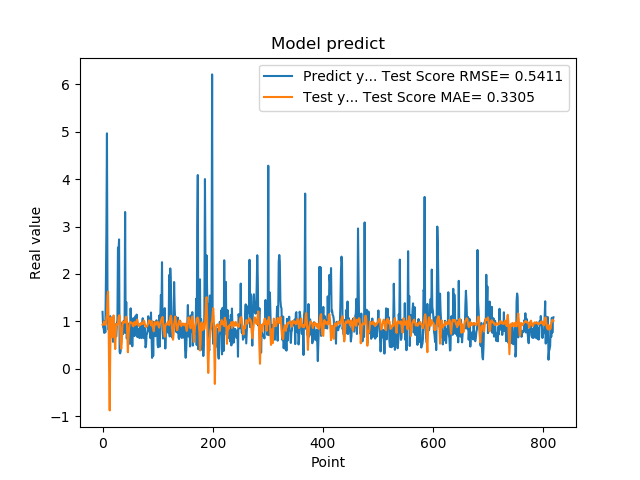 Model predict
Predict y... Test Score RMSE= 0.5411
Test y... Test Score MAE= 0.3305
Real value
6
5
4
3
2
1
0
−1
0 200 400 600 800
Point